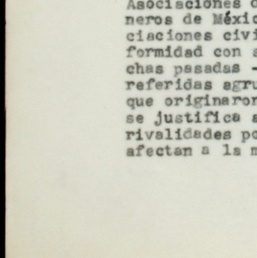 Asociaciones
neros de Méxic
ciaciones civi
formidad con a
chas pasadas -
referidas agru
que originaron
se justifica a
rivalidades po
afectan a la m